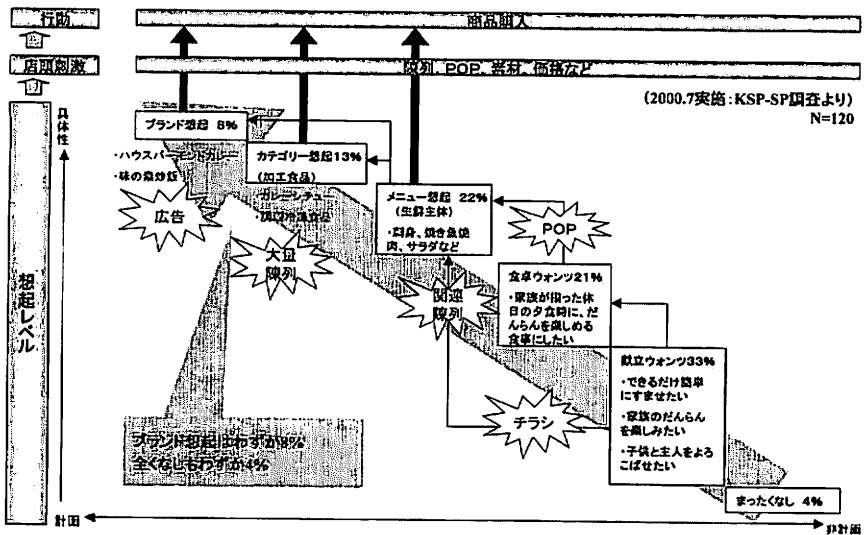 行動
商品購入
店頭刺激
陳列、POP、素材、価格など
(2000.7実施:KSP-SP調査より)
N=120
具体性
想起レベル
ブランド想起 8%
・ハウスバーモンドカレー
・味の素炒飯
カテゴリー想起13%
(加工食品)
・カレーシチュー
・調理冷凍食品
メニュー想起 22%
(生鮮主体)
・刺身、焼き魚焼
肉、サラダなど
広告
大量
陳列
POP
食卓ウォンツ21%
・家族が揃った休
日の夕食時に、だ
んらんを楽しめる
食事にしたい
関連
陳列
献立ウォンツ33%
・できるだけ簡単
にすませたい
・家族のだんらん
を楽しみたい
・子供と主人をよろ
こばせたい
チラシ
ブランド想起はわずか8%
全くなしもわずか4%
まったくなし 4%
計画
非計画